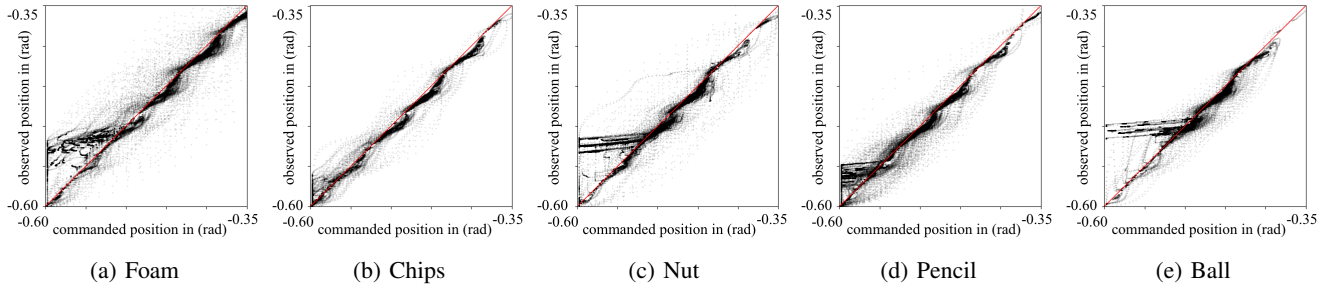 -0.35
observed position in (rad)
-0.60
-0.60
-0.35
commanded position in (rad)
(a) Foam
-0.35
observed position in (rad)
-0.60
-0.60
-0.35
commanded position in (rad)
(b) Chips
-0.35
observed position in (rad)
-0.60
-0.60
-0.35
commanded position in (rad)
(c) Nut
-0.35
observed position in (rad)
-0.60
-0.60
-0.35
commanded position in (rad)
(d) Pencil
-0.35
observed position in (rad)
-0.60
-0.60
-0.35
commanded position in (rad)
(e) Ball